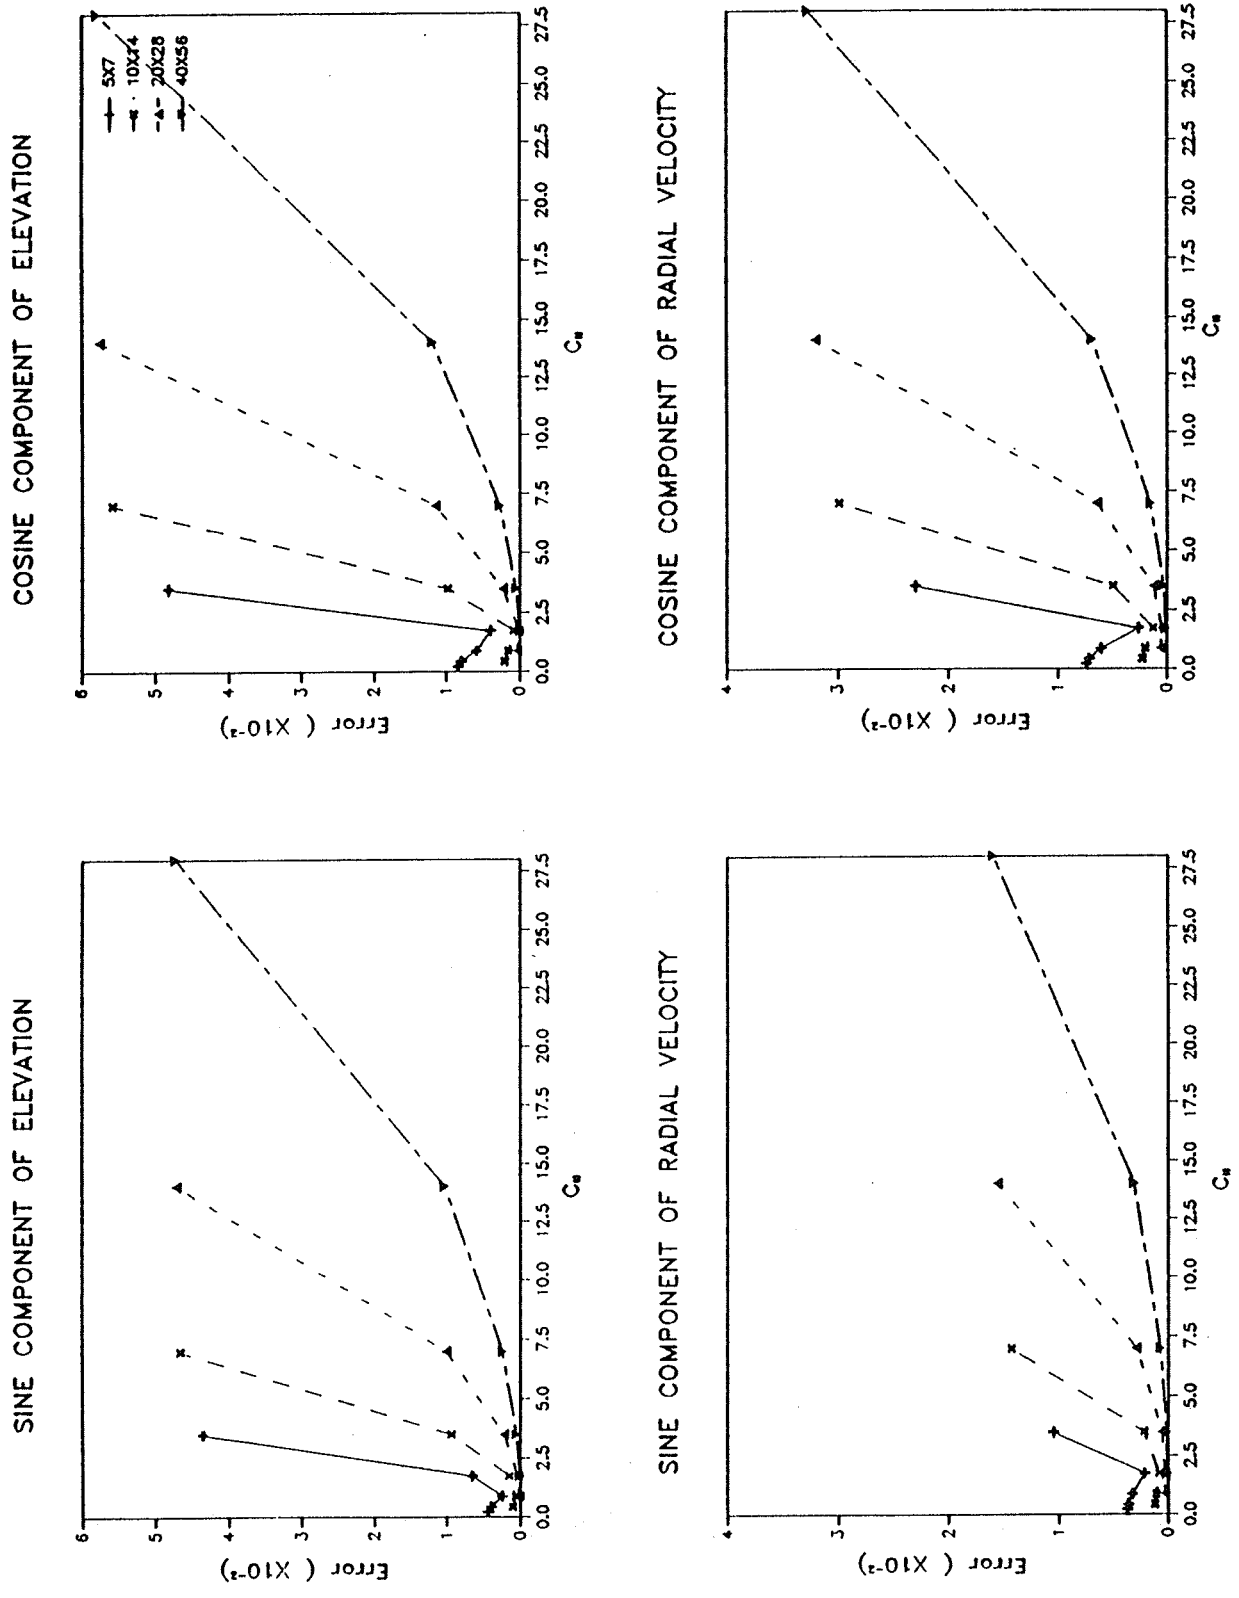 SINE COMPONENT OF ELEVATION
Error ( X10⁻²)
6
5
4
3
2
1
0
0.0 2.5 5.0 7.5 10.0 12.5 15.0 17.5 20.0 22.5 25.0 27.5
COSINE COMPONENT OF ELEVATION
5X7
10X14
20X28
40X56
Error ( X10⁻²)
6
5
4
3
2
1
0
0.0 2.5 5.0 7.5 10.0 12.5 15.0 17.5 20.0 22.5 25.0 27.5
SINE COMPONENT OF RADIAL VELOCITY
Error ( X10⁻²)
4
3
2
1
0
0.0 2.5 5.0 7.5 10.0 12.5 15.0 17.5 20.0 22.5 25.0 27.5
COSINE COMPONENT OF RADIAL VELOCITY
Error ( X10⁻²)
4
3
2
1
0
0.0 2.5 5.0 7.5 10.0 12.5 15.0 17.5 20.0 22.5 25.0 27.5